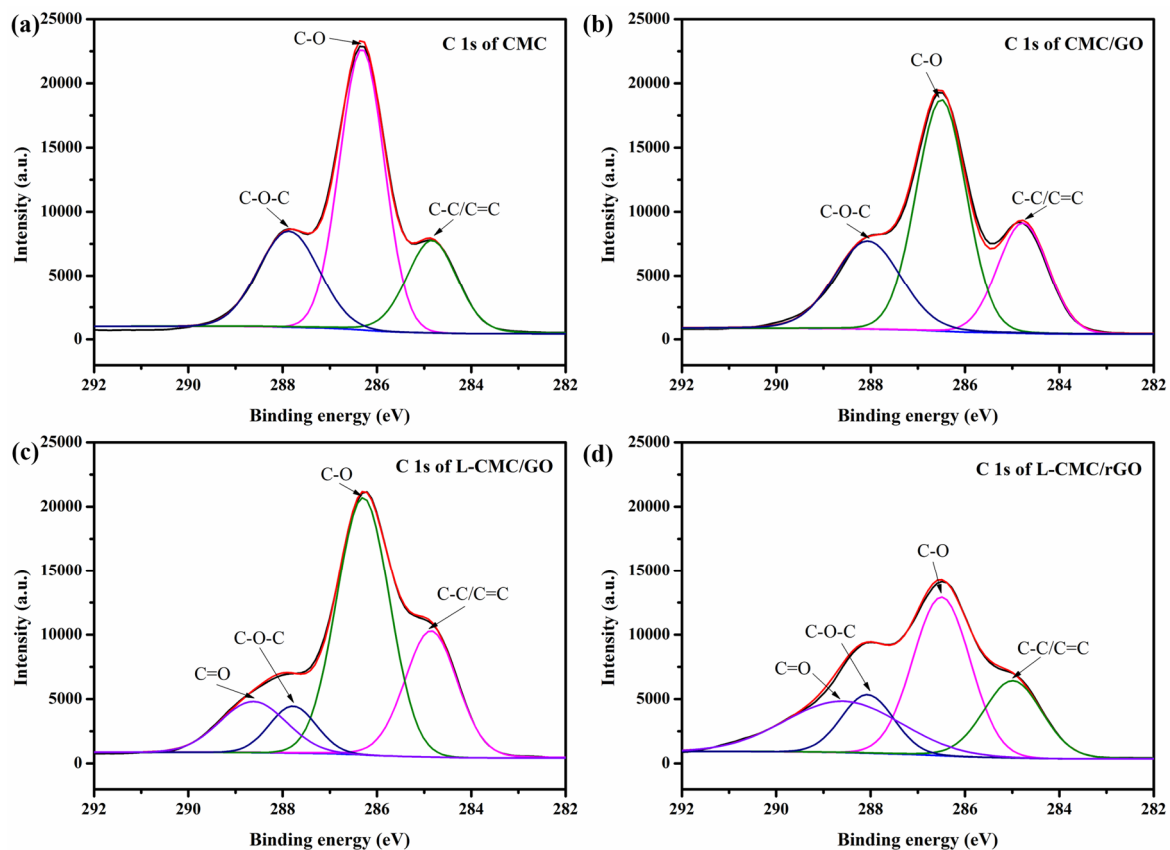 (a)
C 1s of CMC
C-O
C-O-C
C-C/C=C
25000
20000
15000
10000
5000
0
Intensity (a.u.)
292 290 288 286 284 282
Binding energy (eV)
(b)
C 1s of CMC/GO
C-O
C-O-C
C-C/C=C
25000
20000
15000
10000
5000
0
Intensity (a.u.)
292 290 288 286 284 282
Binding energy (eV)
(c)
C 1s of L-CMC/GO
C-O
C-C/C=C
C-O-C
C=O
25000
20000
15000
10000
5000
0
Intensity (a.u.)
292 290 288 286 284 282
Binding energy (eV)
(d)
C 1s of L-CMC/rGO
C-O
C-O-C
C=O
C-C/C=C
25000
20000
15000
10000
5000
0
Intensity (a.u.)
292 290 288 286 284 282
Binding energy (eV)